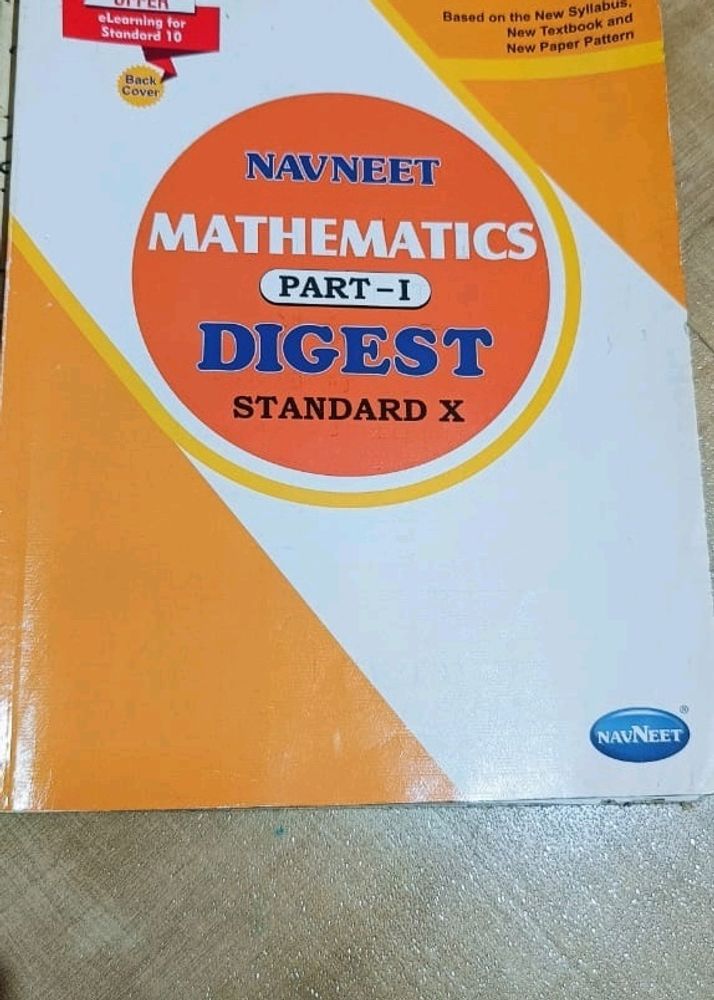 OFFER
eLearning for
Standard 10
Back
Cover
Based on the New Syllabus,
New Textbook and
New Paper Pattern
NAVNEET
MATHEMATICS
PART – I
DIGEST
STANDARD X
NAVNEET
®